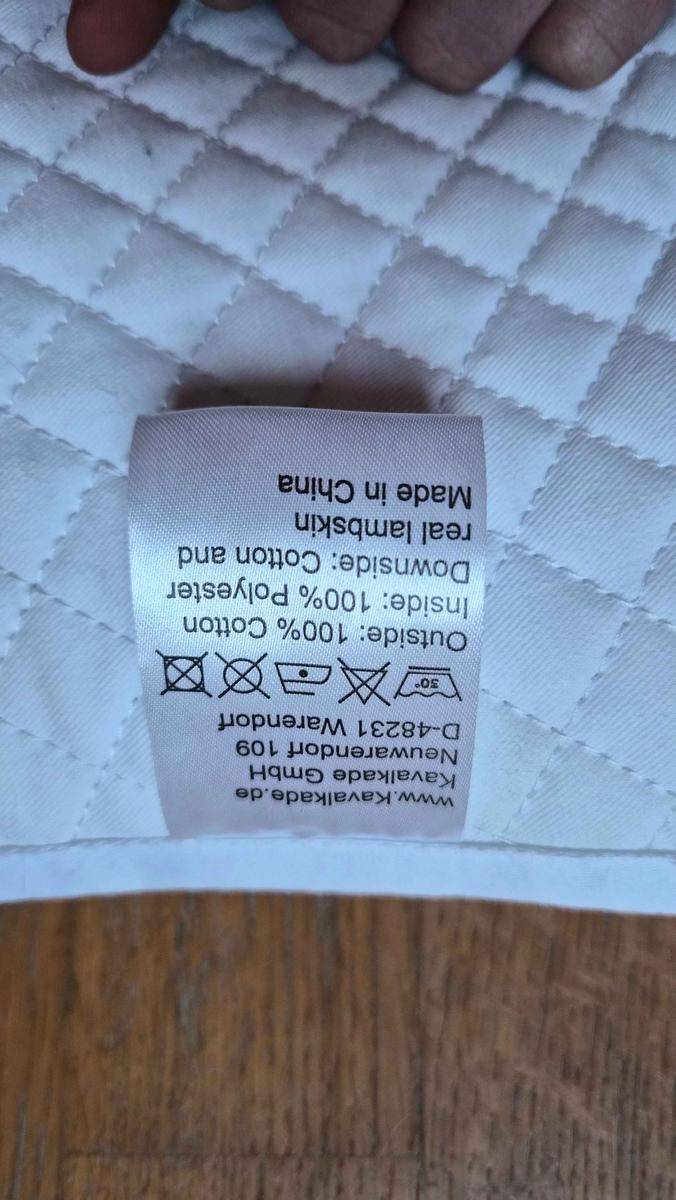 www.Kavalkade.de
Kavalkade GmbH
Neuwarendorf 109
D-48231 Warendorf
30°
Outside: 100% Cotton
Inside: 100% Polyester
Downside: Cotton and
real lambskin
Made in China